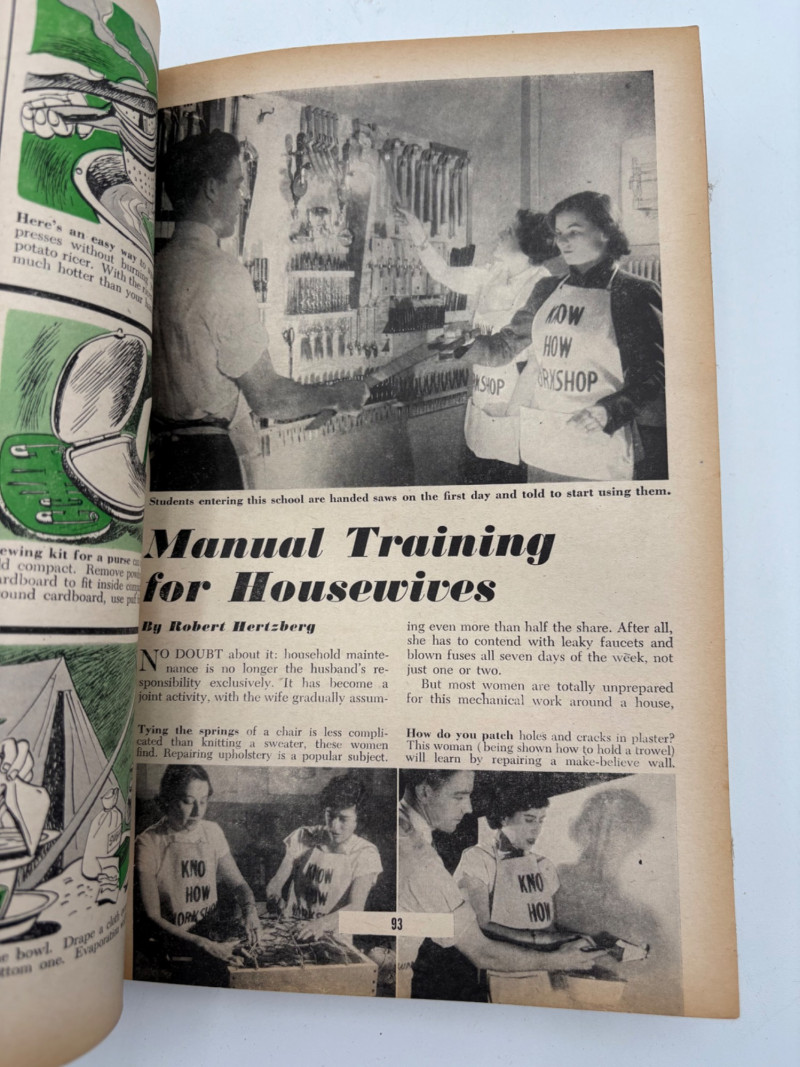 Here's an easy way to
presses without burning
potato ricer. With the
much hotter than your
ewing kit for a purse
ld compact. Remove
ardboard to fit inside
ound cardboard, use
e bowl. Drape a cloth
ttom one. Evaporation
KNOW
HOW
ORKSHOP
KSHOP
Students entering this school are handed saws on the first day and told to start using them.
Manual Training
for Housewives
By Robert Hertzberg
NO DOUBT about it: household mainte-
nance is no longer the husband's re-
sponsibility exclusively. It has become a
joint activity, with the wife gradually assum-
ing even more than half the share. After all,
she has to contend with leaky faucets and
blown fuses all seven days of the week, not
just one or two.
But most women are totally unprepared
for this mechanical work around a house,
Tying the springs of a chair is less compli-
cated than knitting a sweater, these women
find. Repairing upholstery is a popular subject.
How do you patch holes and cracks in plaster?
This woman (being shown how to hold a trowel)
will learn by repairing a make-believe wall.
KNO
HOW
WORKSHOP
KNOW
HOW
WORKSHOP
KNO
HOW
93